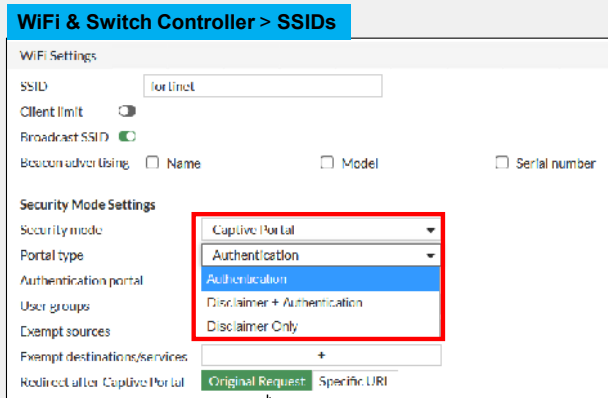 WiFi & Switch Controller > SSIDs
WiFi Settings
SSID fortinet
Client limit
Broadcast SSID
Beacon advertising Name Model Serial number
Security Mode Settings
Security mode Captive Portal
Portal type Authentication
Authentication portal Authentication
User groups Disclaimer + Authentication
Exempt sources Disclaimer Only
Exempt destinations/services +
Redirect after Captive Portal Original Request Specific URL